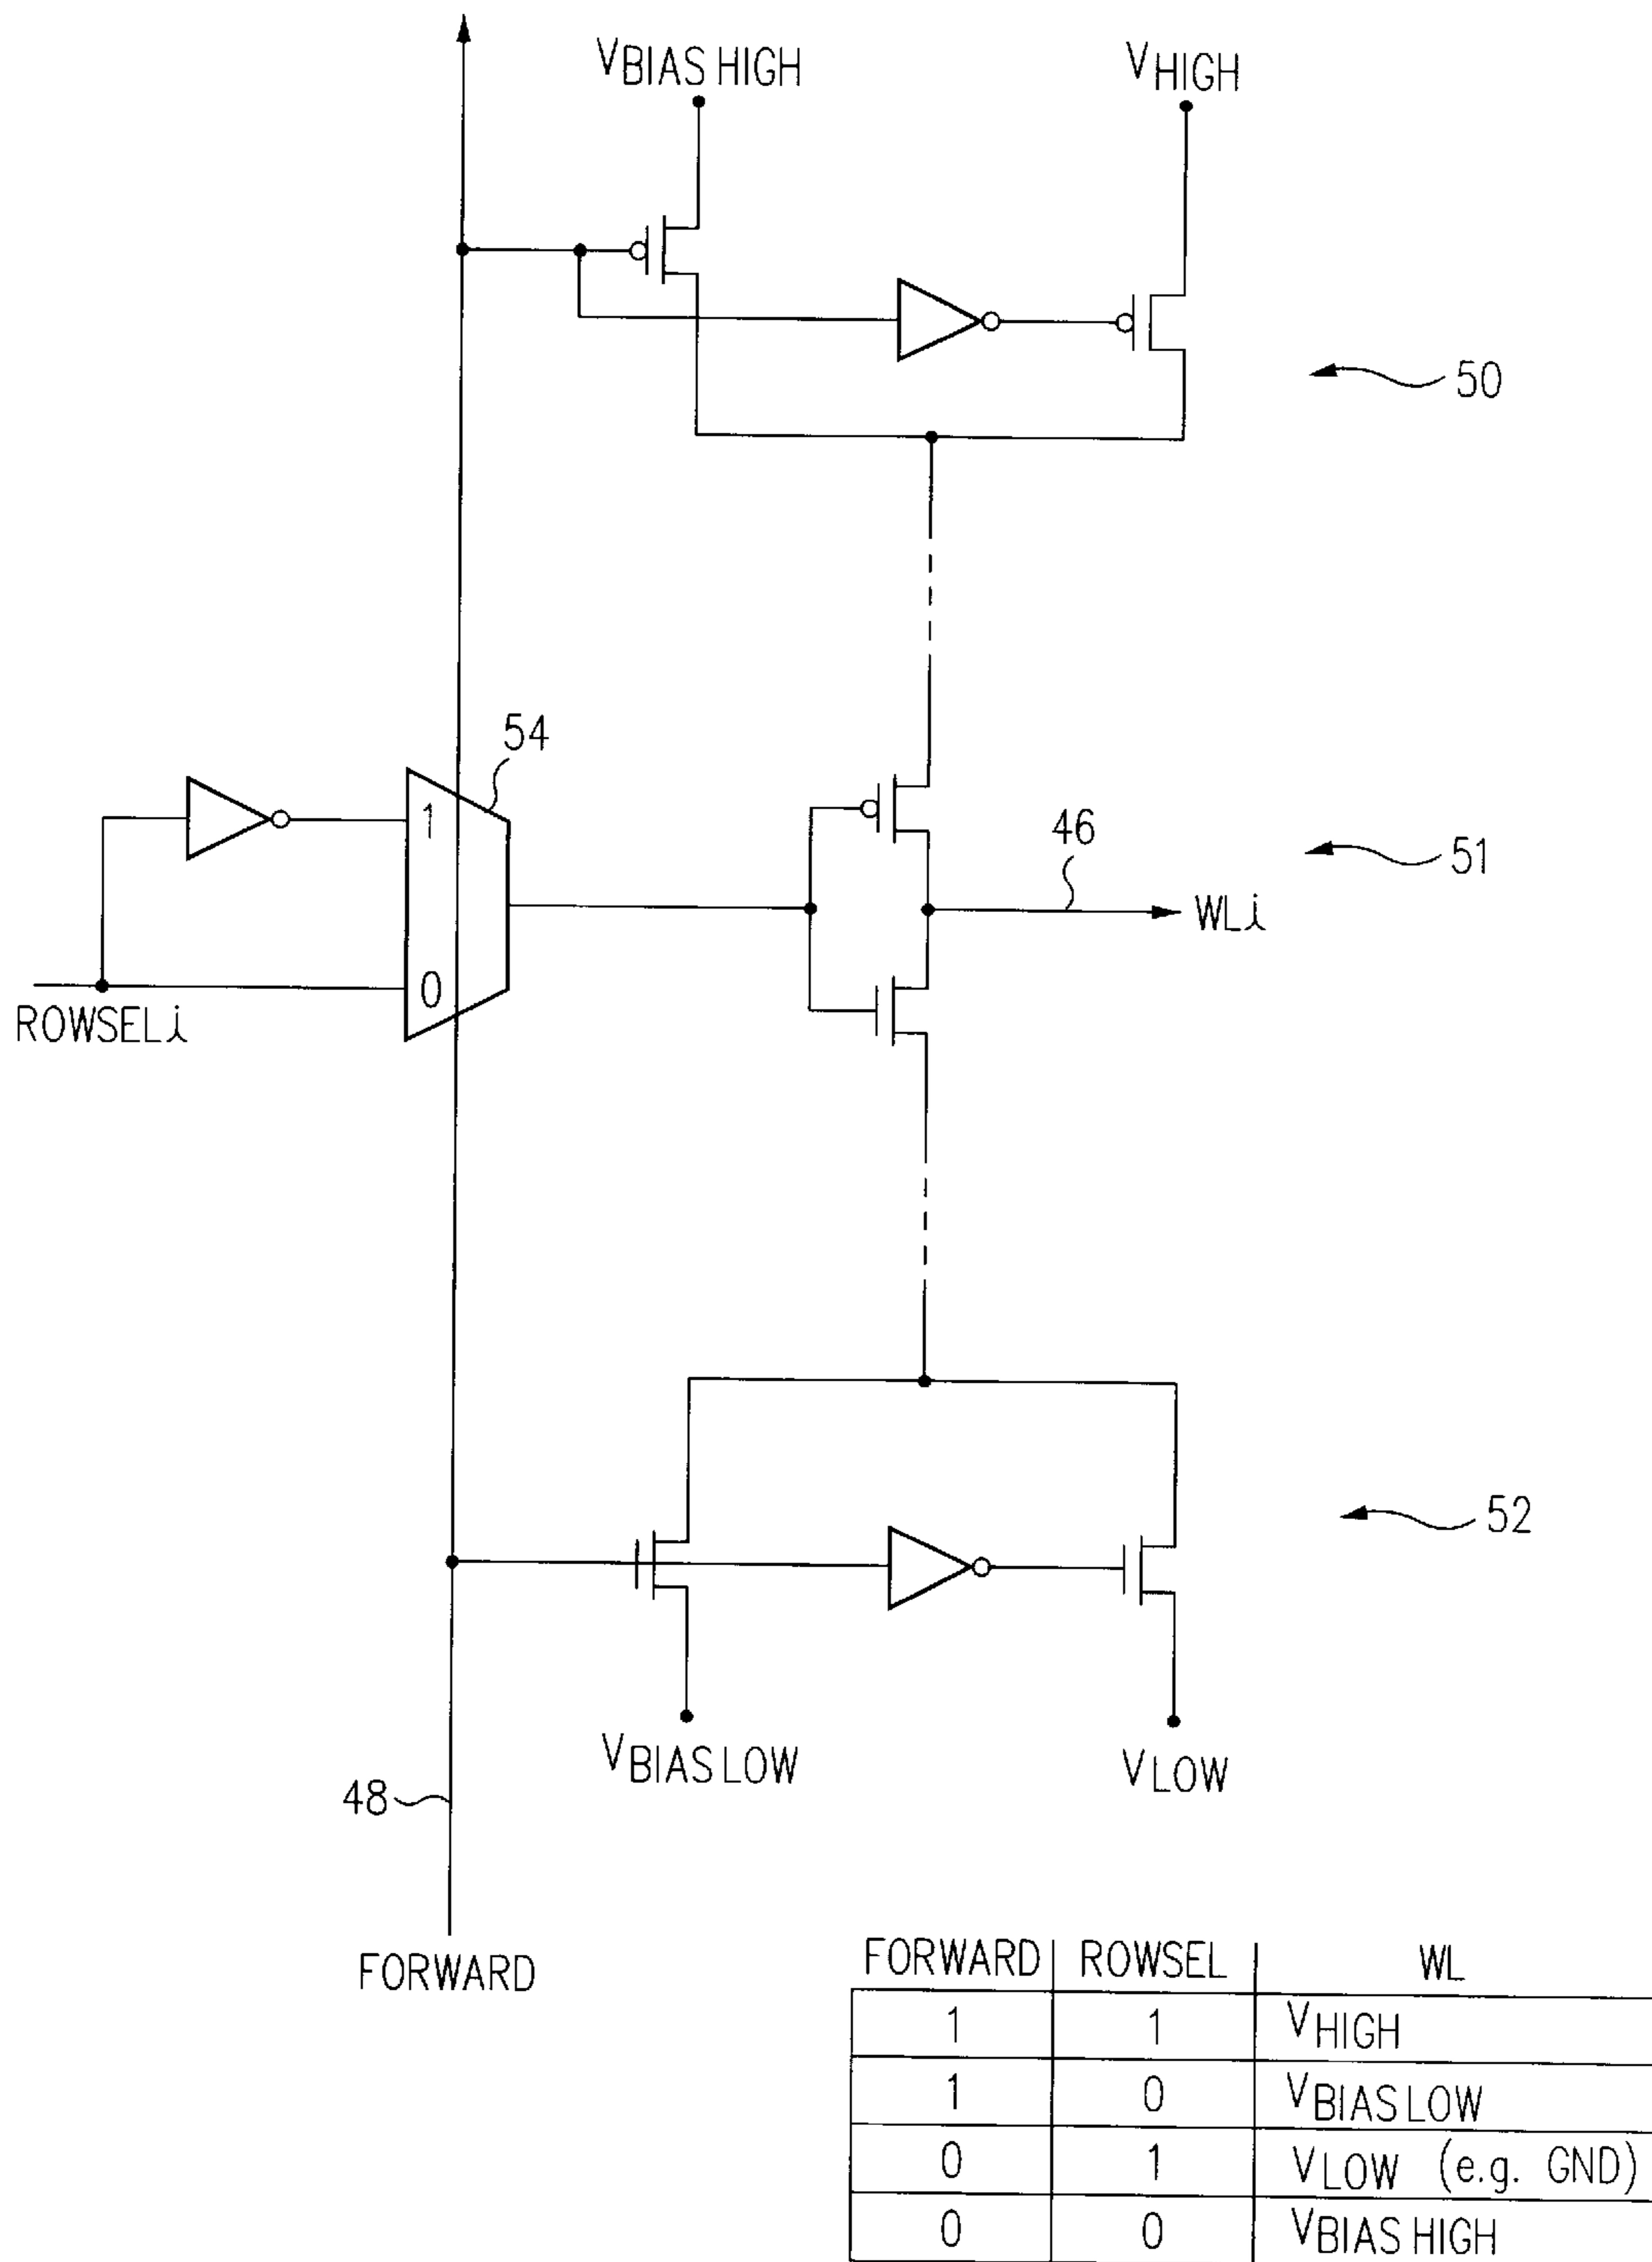 VBIAS HIGH
VHIGH
50
54
1
0
46
51
WLi
ROWSELi
52
VBIAS LOW
VLOW
48
FORWARD
FORWARD ROWSEL WL
1 1 VHIGH
1 0 VBIAS LOW
0 1 VLOW (e.g. GND)
0 0 VBIAS HIGH